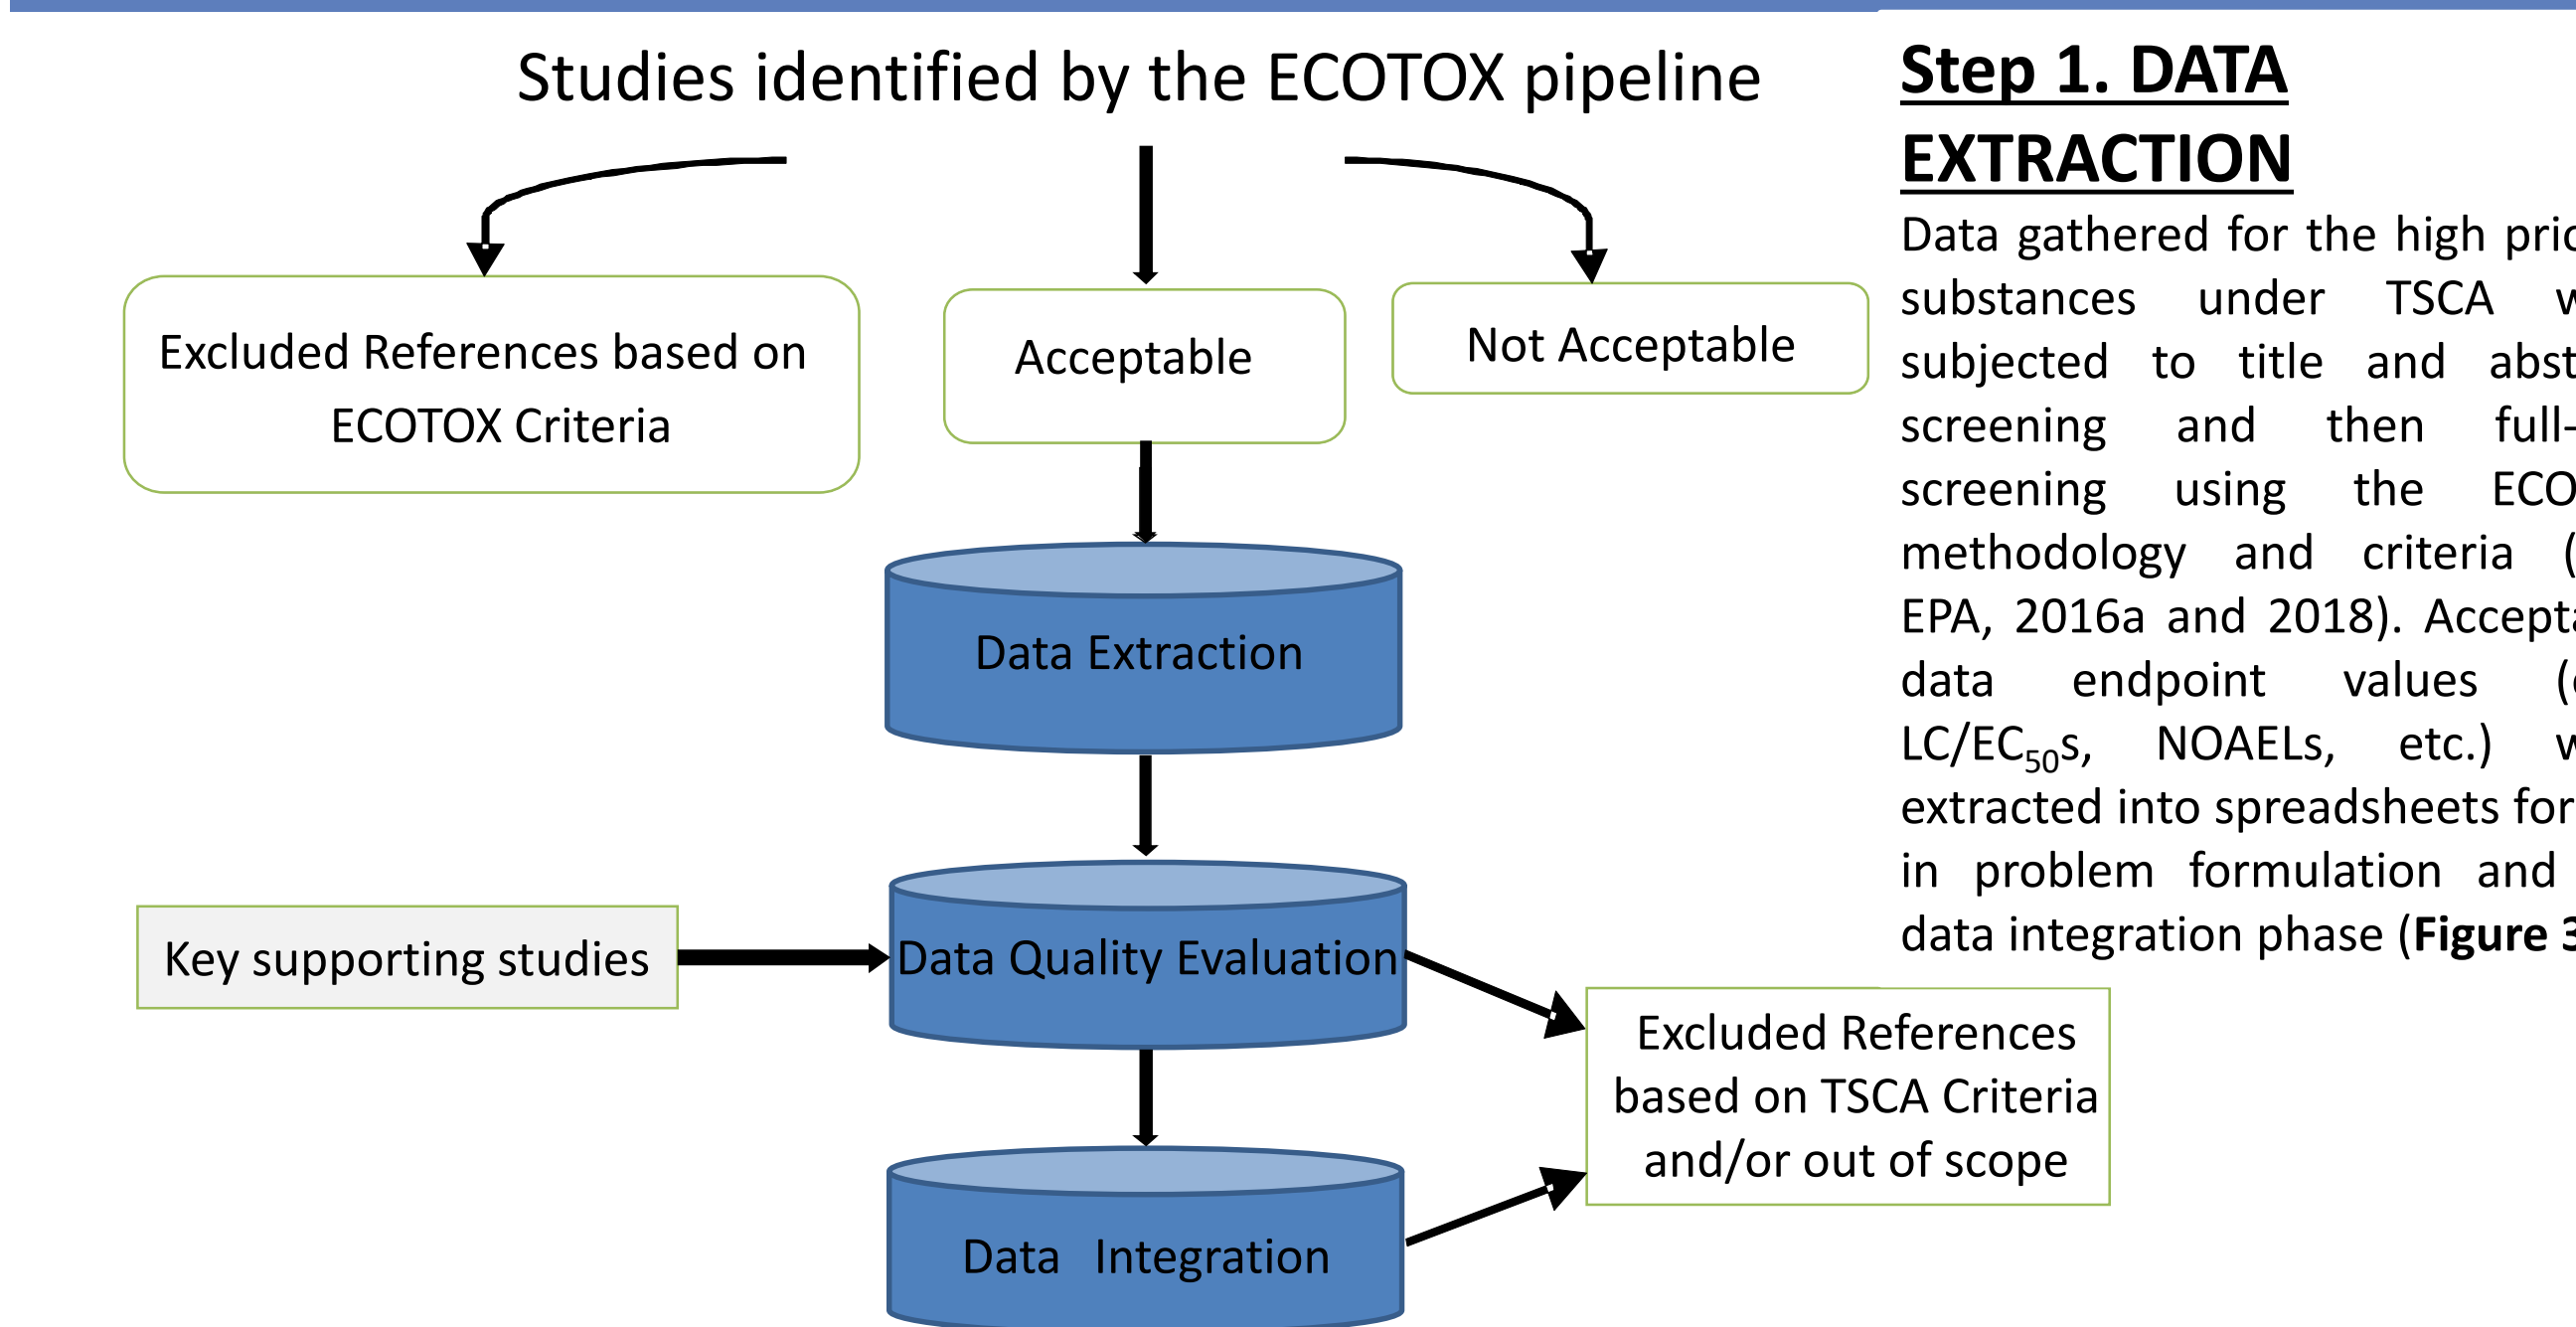 Studies identified by the ECOTOX pipeline
Excluded References based on
ECOTOX Criteria
Acceptable
Not Acceptable
Data Extraction
Key supporting studies
Data Quality Evaluation
Excluded References
based on TSCA Criteria
and/or out of scope
Data Integration
Step 1. DATA
EXTRACTION
Data gathered for the high
substances under TSCA
subjected to title and
screening and then
screening using the
methodology and criteria (
EPA, 2016a and 2018).
data endpoint values
LC/EC50s, NOAELs, etc.)
extracted into spreadsheets for
in problem formulation and
data integration phase (Figure 3